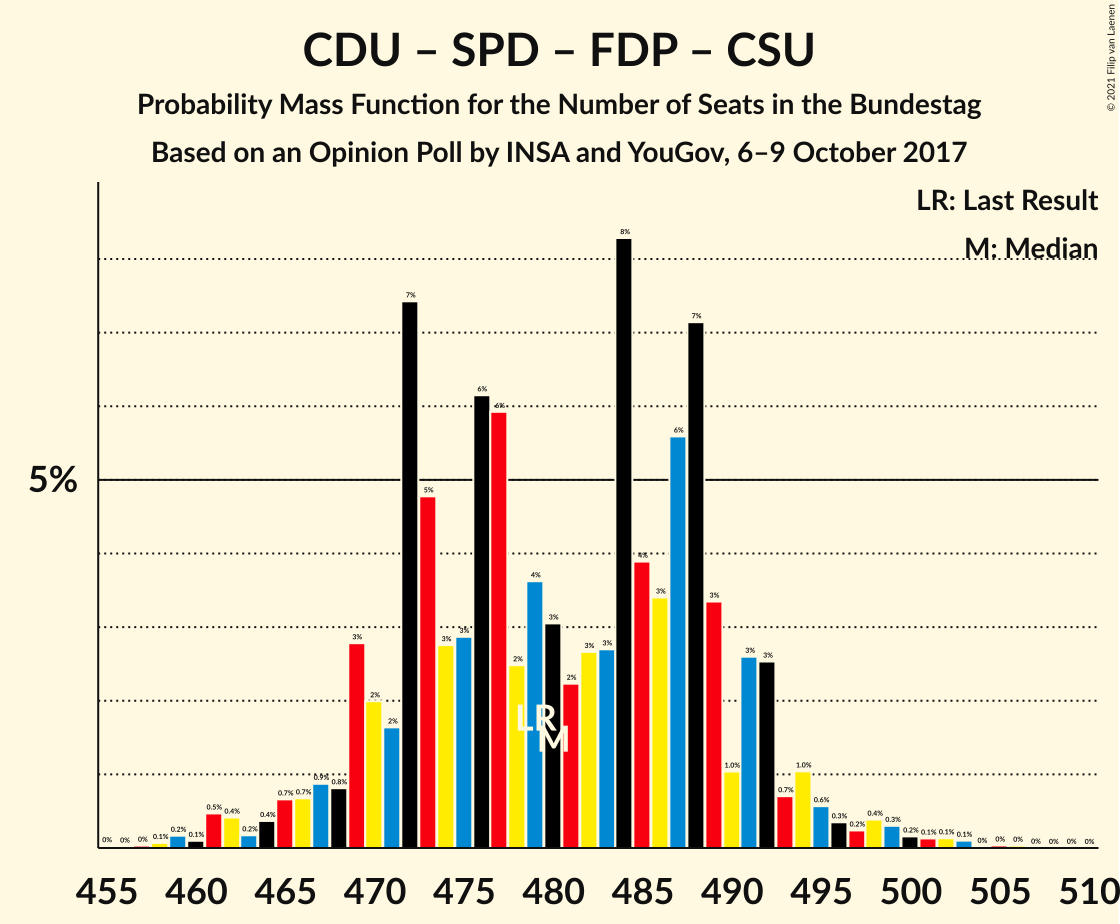 CDU – SPD – FDP – CSU
Probability Mass Function for the Number of Seats in the Bundestag
Based on an Opinion Poll by INSA and YouGov, 6–9 October 2017
© 2021 Filip van Laenen
LR: Last Result
M: Median
5%
0% 0% 0% 0.1% 0.2% 0.1% 0.5% 0.4% 0.2% 0.4% 0.7% 0.7% 0.9% 0.8% 3% 2% 2% 7% 5% 3% 3% 6% 6% 2% 4% 3% 2% 3% 3% 8% 4% 3% 6% 7% 3% 1.0% 3% 3% 0.7% 1.0% 0.6% 0.3% 0.2% 0.4% 0.3% 0.2% 0.1% 0.1% 0.1% 0% 0% 0% 0% 0% 0% 0%
LR
M
455 460 465 470 475 480 485 490 495 500 505 510